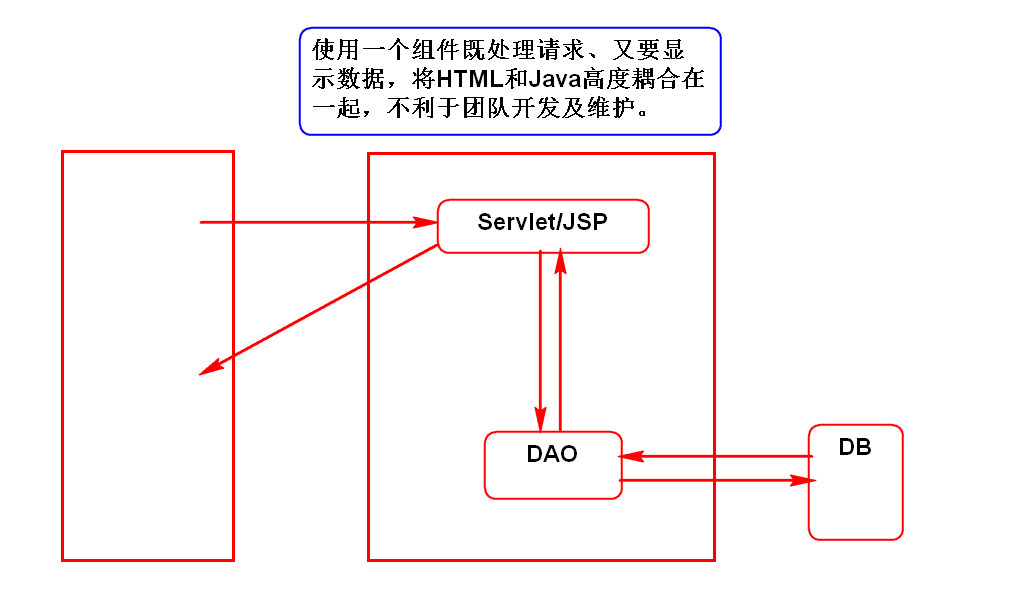 使用一个组件既处理请求、又要显
示数据，将HTML和Java高度耦合在
一起，不利于团队开发及维护。
Servlet/JSP
DAO
DB